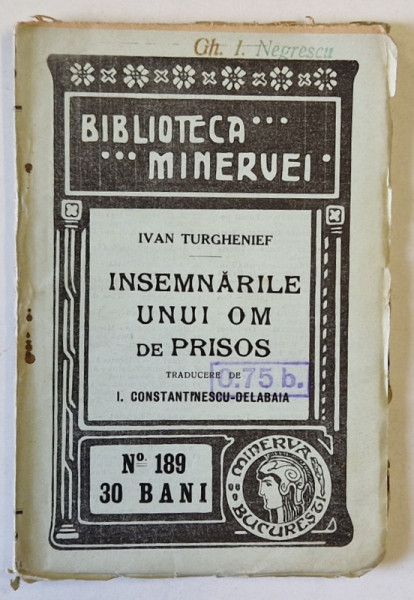 Gh. I. Negrescu
BIBLIOTECA
MINERVEI
IVAN TURGHENIEF
INSEMNĂRILE
UNUI OM
DE PRISOS
TRADUCERE DE
0.75 b.
I. CONSTANTINESCU-DELABAIA
No. 189
30 BANI
MINERVA
BUCUREȘTI